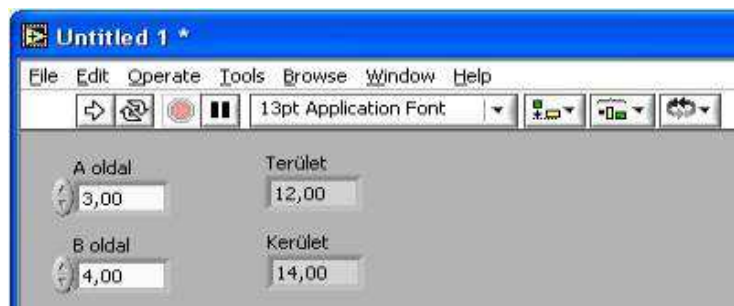 Untitled 1 *
File Edit Operate Tools Browse Window Help
13pt Application Font
A oldal Terület
3,00 12,00
B oldal Kerület
4,00 14,00